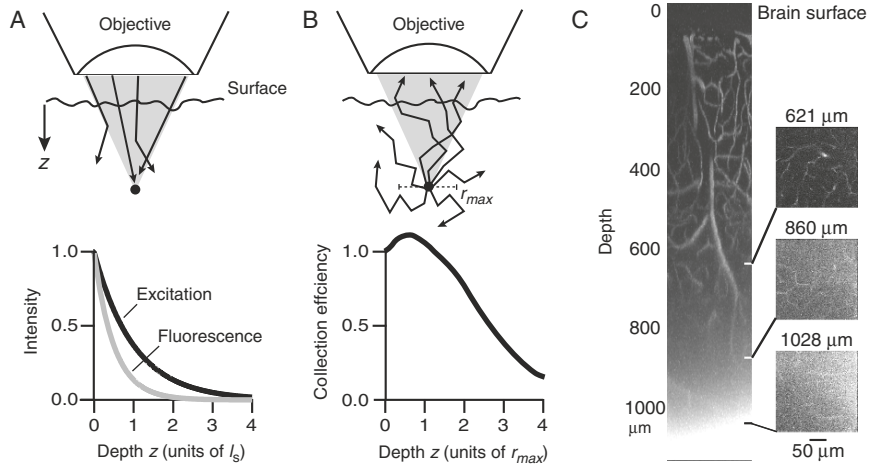 A
Objective
Surface
z
Intensity
1.0
0.5
0.0
Excitation
Fluorescence
0 1 2 3 4
Depth z (units of ls)
B
Objective
rmax
Collection effciency
1.0
0.5
0.0
0 1 2 3 4
Depth z (units of rmax)
C
Brain surface
Depth
0
200
400
600
800
1000
μm
621 μm
860 μm
1028 μm
50 μm